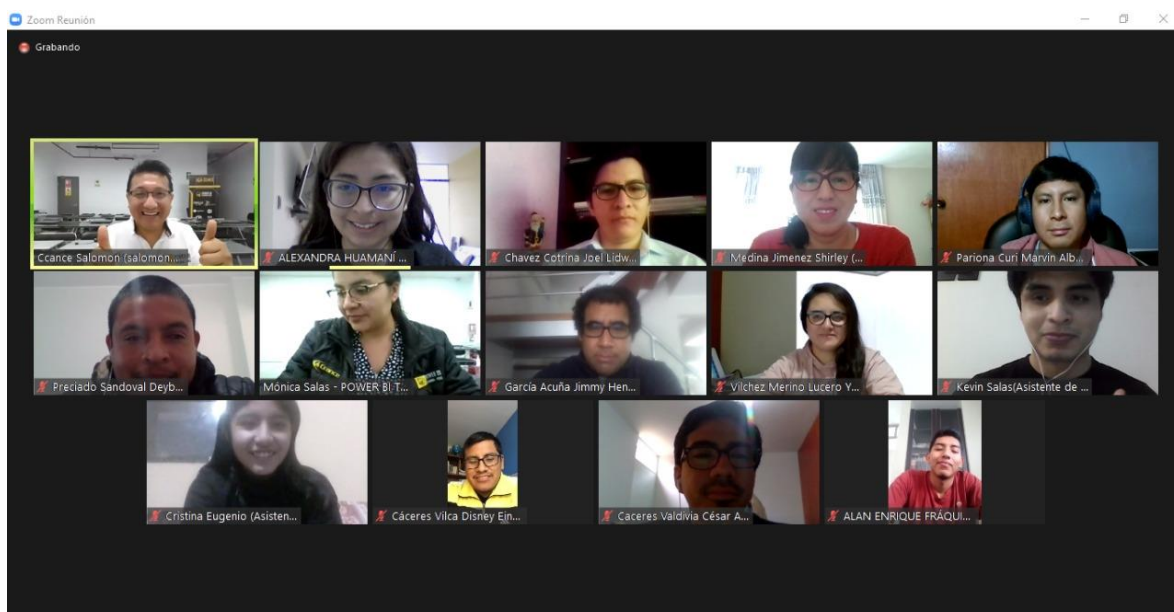 Zoom Reunión
Grabando
Ccance Salomon (salomon...
ALEXANDRA HUAMANÍ ...
Chavez Cotrina Joel Lidw...
Medina Jimenez Shirley (...
Pariona Curi Marvin Alb...
Preciado Sandoval Deyb...
Mónica Salas - POWER BI T...
García Acuña Jimmy Hen...
Vilchez Merino Lucero Y...
Kevin Salas(Asistente de ...
Cristina Eugenio (Asisten...
Cáceres Vilca Disney Ein...
Caceres Valdivia César A...
ALAN ENRIQUE FRÁQUI...